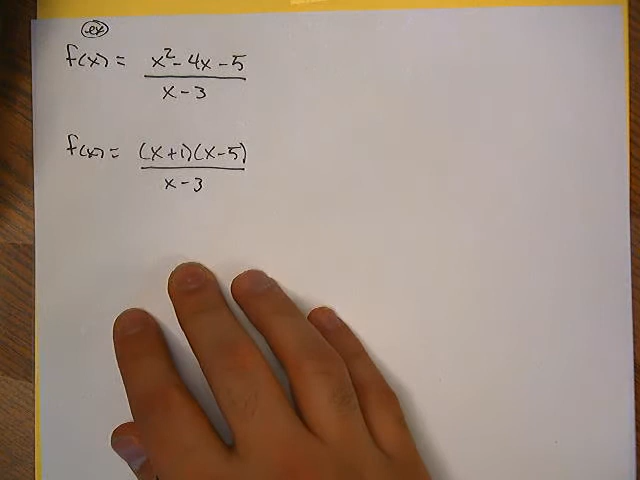 ex
f(x) = x² - 4x - 5
x - 3
f(x) = (x + 1)(x - 5)
x - 3